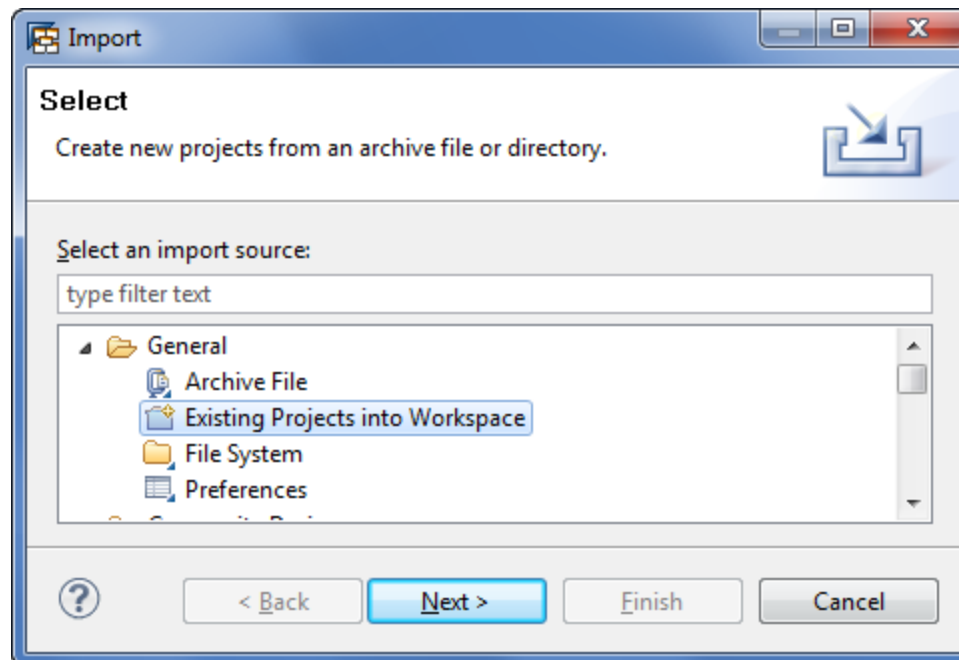 Import
Select
Create new projects from an archive file or directory.
Select an import source:
type filter text
General
Archive File
Existing Projects into Workspace
File System
Preferences
< Back
Next >
Finish
Cancel